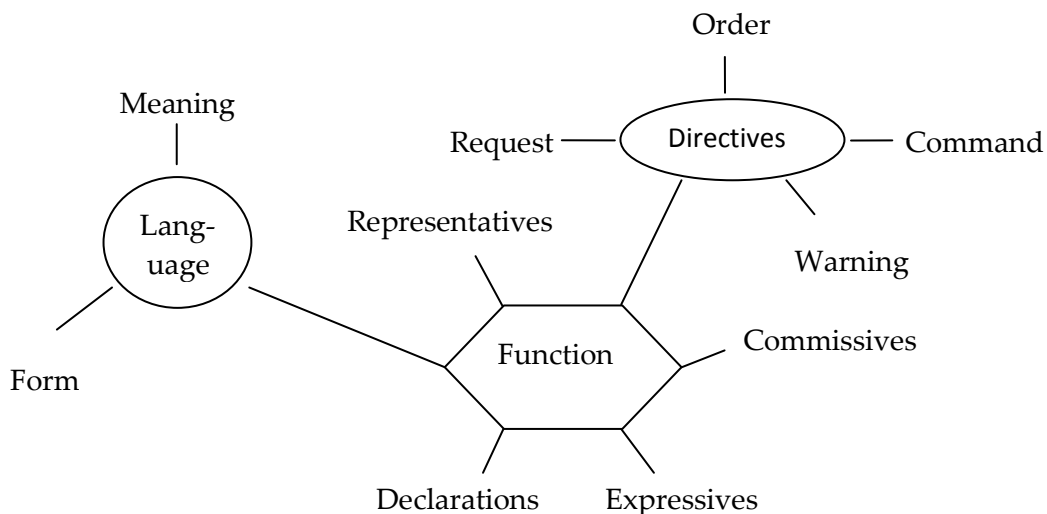 Order
Meaning
Request
Directives
Command
Representatives
Lang-
uage
Warning
Function
Commissives
Form
Declarations
Expressives